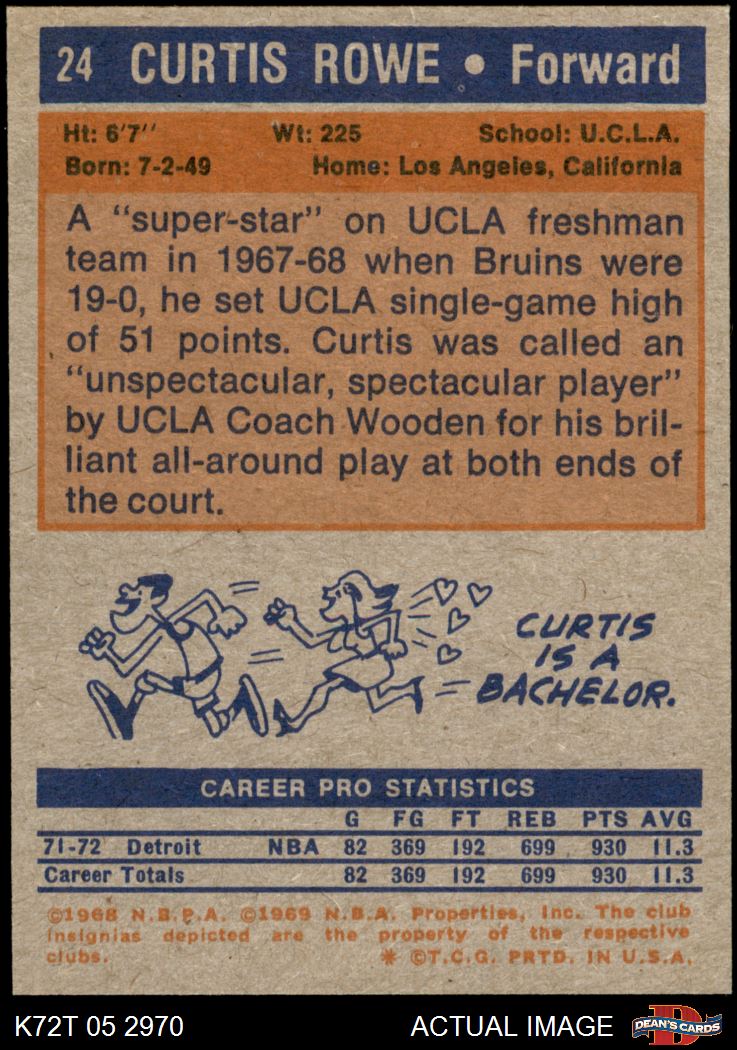 24 CURTIS ROWE • Forward
Ht: 6'7'' Wt: 225 School: U.C.L.A.
Born: 7-2-49 Home: Los Angeles, California
A “super-star” on UCLA freshman
team in 1967-68 when Bruins were
19-0, he set UCLA single-game high
of 51 points. Curtis was called an
“unspectacular, spectacular player”
by UCLA Coach Wooden for his bril-
liant all-around play at both ends of
the court.
CURTIS
IS A
BACHELOR.
CAREER PRO STATISTICS
G FG FT REB PTS AVG
71-72 Detroit NBA 82 369 192 699 930 11.3
Career Totals 82 369 192 699 930 11.3
©1968 N.B.P.A. ©1969 N.B.A. Properties, Inc. The club
insignias depicted are the property of the respective
clubs. * ©T.C.G. PRTD. IN U.S.A.
K72T 05 2970 ACTUAL IMAGE DEAN'S CARDS